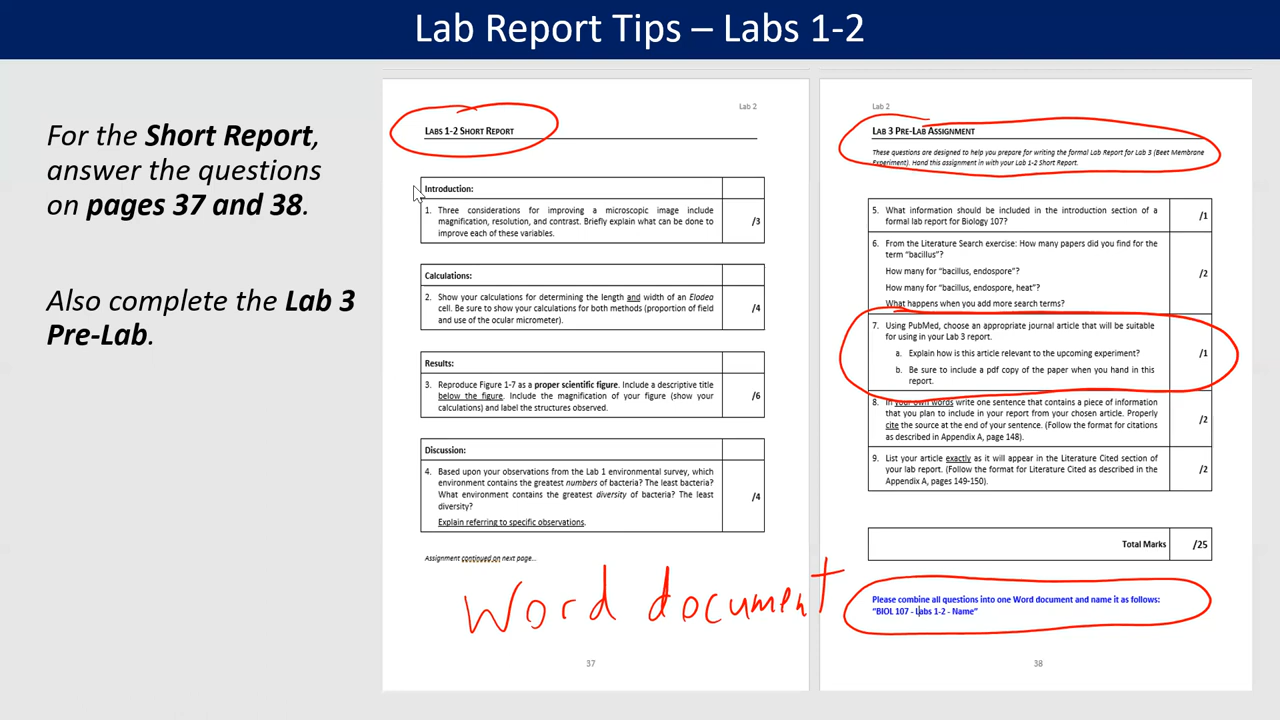 Lab Report Tips – Labs 1-2
For the Short Report,
answer the questions
on pages 37 and 38.
Also complete the Lab 3
Pre-Lab.
Lab 2
LABS 1-2 SHORT REPORT
Introduction:
1. Three considerations for improving a microscopic image include
magnification, resolution, and contrast. Briefly explain what can be done to
improve each of these variables.
/3
Calculations:
2. Show your calculations for determining the length and width of an Elodea
cell. Be sure to show your calculations for both methods (proportion of field
and use of the ocular micrometer).
/4
Results:
3. Reproduce Figure 1-7 as a proper scientific figure. Include a descriptive title
below the figure. Include the magnification of your figure (show your
calculations) and label the structures observed.
/6
Discussion:
4. Based upon your observations from the Lab 1 environmental survey, which
environment contains the greatest numbers of bacteria? The least bacteria?
What environment contains the greatest diversity of bacteria? The least
diversity?
Explain referring to specific observations.
/4
Assignment continued on next page...
Word document
37
Lab 2
LAB 3 PRE-LAB ASSIGNMENT
These questions are designed to help you prepare for writing the formal Lab Report for Lab 3 (Beet Membrane
Experiment). Hand this assignment in with your Lab 1-2 Short Report.
5. What information should be included in the introduction section of a
formal lab report for Biology 107?
/1
6. From the Literature Search exercise: How many papers did you find for the
term “bacillus”?
How many for “bacillus, endospore”?
How many for “bacillus, endospore, heat”?
What happens when you add more search terms?
/2
7. Using PubMed, choose an appropriate journal article that will be suitable
for using in your Lab 3 report.
a. Explain how is this article relevant to the upcoming experiment?
b. Be sure to include a pdf copy of the paper when you hand in this
report.
/1
8. In your own words write one sentence that contains a piece of information
that you plan to include in your report from your chosen article. Properly
cite the source at the end of your sentence. (Follow the format for citations
as described in Appendix A, page 148).
/2
9. List your article exactly as it will appear in the Literature Cited section of
your lab report. (Follow the format for Literature Cited as described in the
Appendix A, pages 149-150).
/2
Total Marks /25
Please combine all questions into one Word document and name it as follows:
“BIOL 107 - Labs 1-2 - Name”
38